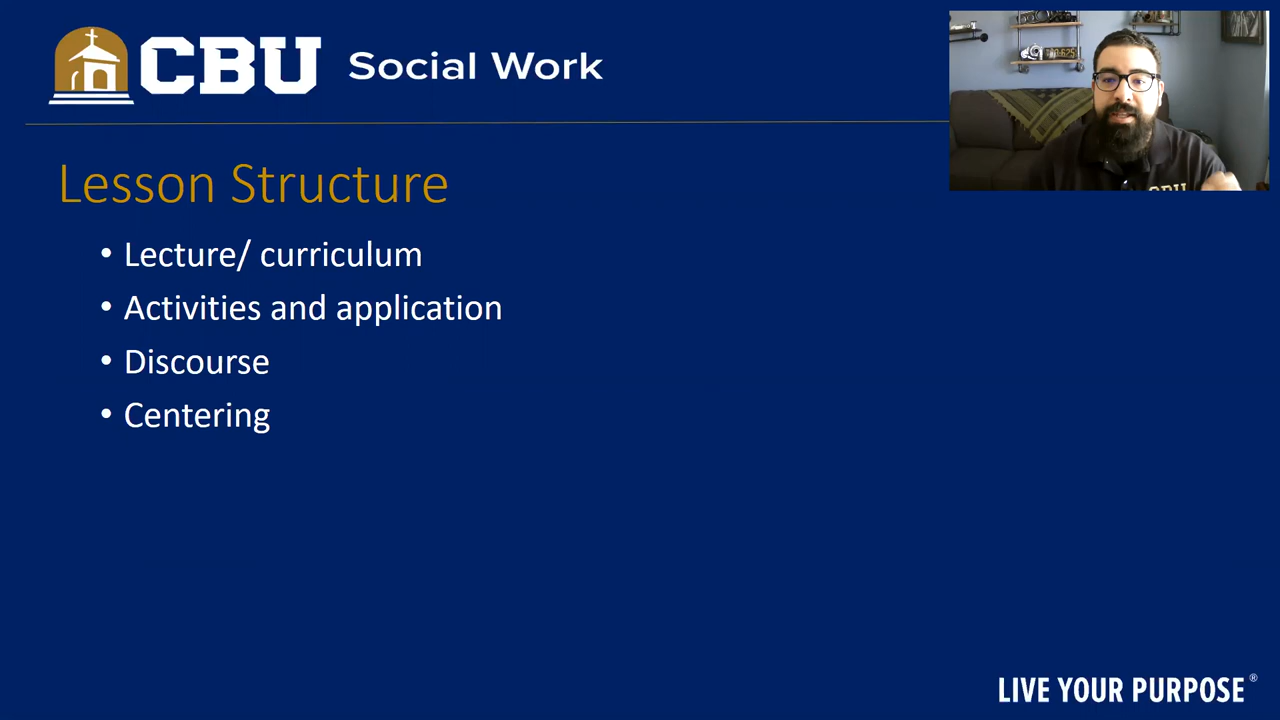 CBU Social Work
Lesson Structure
• Lecture/ curriculum
• Activities and application
• Discourse
• Centering
LIVE YOUR PURPOSE®